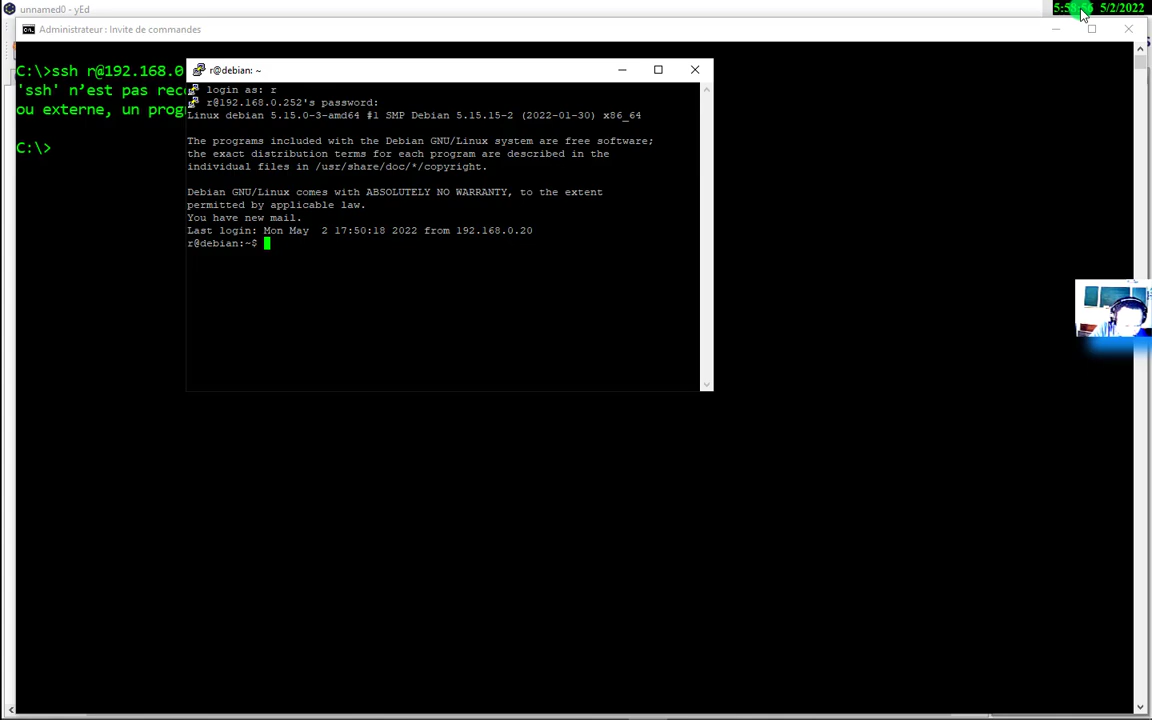 unnamed0 - yEd
5/2/2022
Administrateur : Invite de commandes
C:\>ssh r@192.168.0
'ssh' n’est pas
ou externe, un
C:\>
r@debian: ~
login as: r
r@192.168.0.252's password:
Linux debian 5.15.0-3-amd64 #1 SMP Debian 5.15.15-2 (2022-01-30) x86_64
The programs included with the Debian GNU/Linux system are free software;
the exact distribution terms for each program are described in the
individual files in /usr/share/doc/*/copyright.
Debian GNU/Linux comes with ABSOLUTELY NO WARRANTY, to the extent
permitted by applicable law.
You have new mail.
Last login: Mon May  2 17:50:18 2022 from 192.168.0.20
r@debian:~$